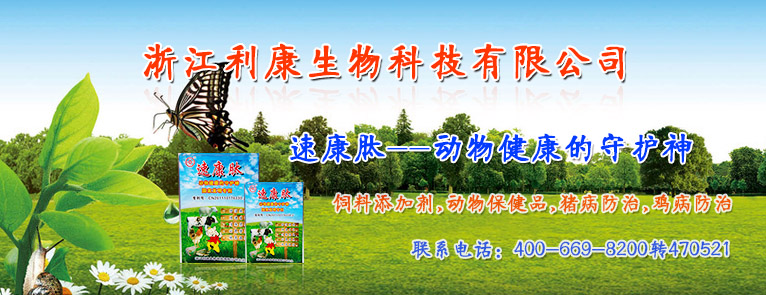 浙江利康生物科技有限公司
速康肽——动物健康的守护神
饲料添加剂,动物保健品,猪病防治,鸡病防治
联系电话：400-669-8200转470521
速康肽
速康肽